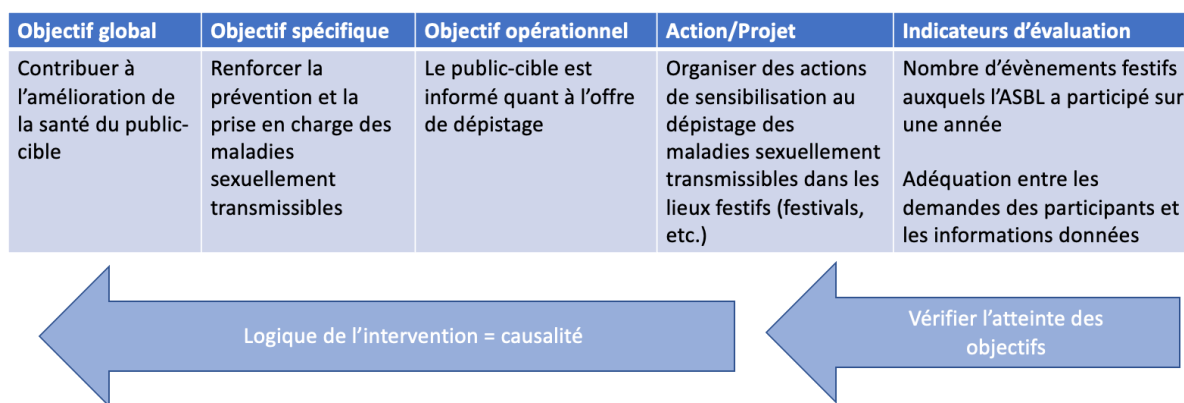 Objectif global
Objectif spécifique
Objectif opérationnel
Action/Projet
Indicateurs d'évaluation
Contribuer à
l'amélioration de
la santé du public-
cible
Renforcer la
prévention et la
prise en charge des
maladies
sexuellement
transmissibles
Le public-cible est
informé quant à l'offre
de dépistage
Organiser des actions
de sensibilisation au
dépistage des
maladies sexuellement
transmissibles dans les
lieux festifs (festivals,
etc.)
Nombre d'évènements festifs
auxquels l'ASBL a participé sur
une année
Adéquation entre les
demandes des participants et
les informations données
Logique de l'intervention = causalité
Vérifier l'atteinte des
objectifs